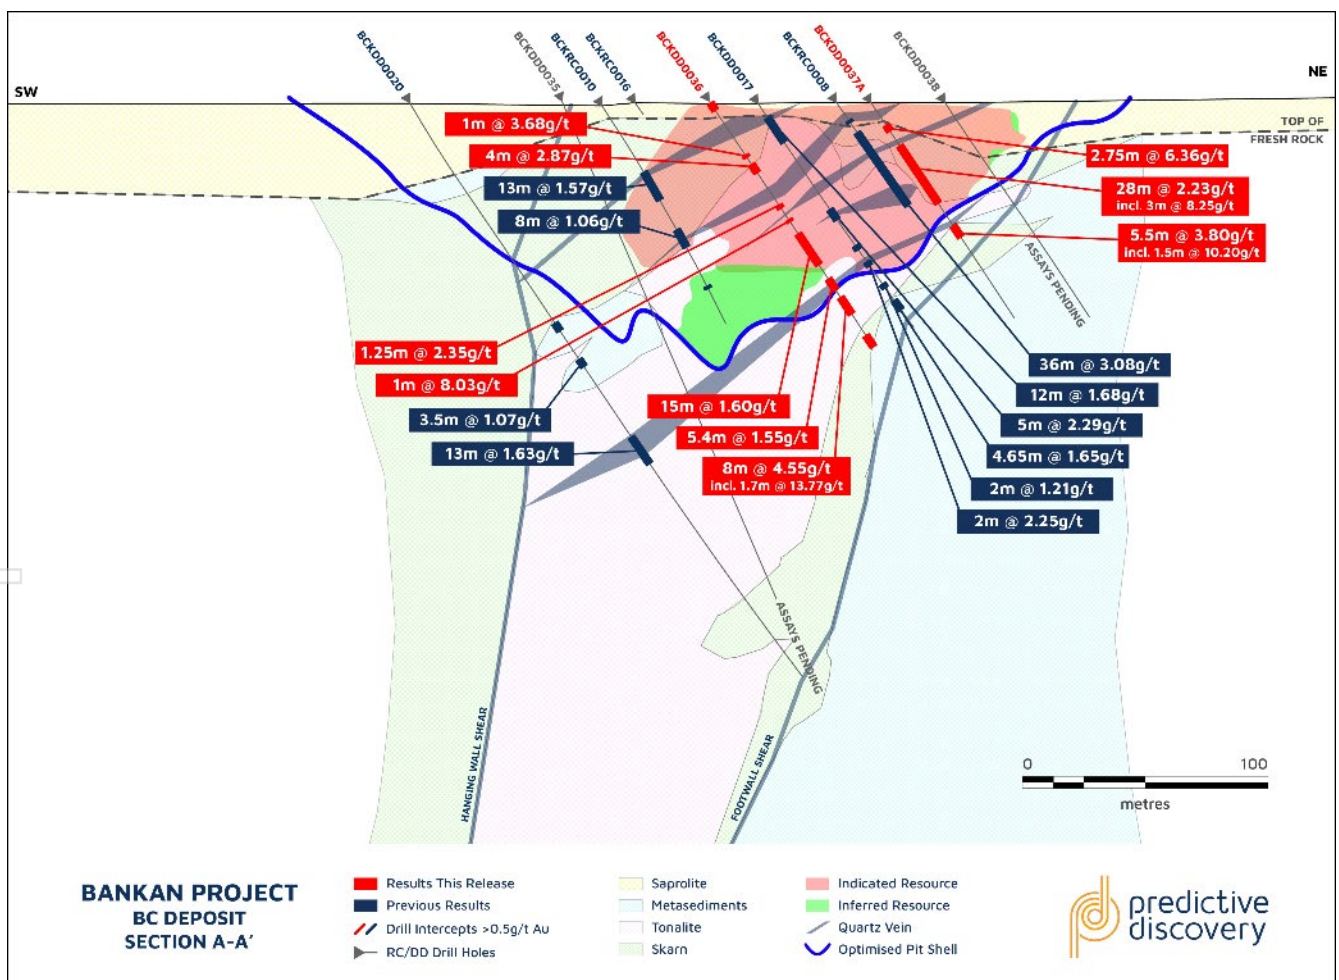 BCKDD0020
BCKDD0035
BCKRC0010
BCKRC0016
BCKDD0036
BCKDD0017
BCKRC0008
BCKDD0037A
BCKDD0038
SW
NE
TOP OF
FRESH ROCK
1m @ 3.68g/t
4m @ 2.87g/t
13m @ 1.57g/t
8m @ 1.06g/t
1.25m @ 2.35g/t
1m @ 8.03g/t
3.5m @ 1.07g/t
13m @ 1.63g/t
15m @ 1.60g/t
5.4m @ 1.55g/t
8m @ 4.55g/t
incl. 1.7m @ 13.77g/t
2.75m @ 6.36g/t
28m @ 2.23g/t
incl. 3m @ 8.25g/t
5.5m @ 3.80g/t
incl. 1.5m @ 10.20g/t
ASSAYS PENDING
36m @ 3.08g/t
12m @ 1.68g/t
5m @ 2.29g/t
4.65m @ 1.65g/t
2m @ 1.21g/t
2m @ 2.25g/t
ASSAYS PENDING
HANGING WALL SHEAR
FOOTWALL SHEAR
0 100
metres
BANKAN PROJECT
BC DEPOSIT
SECTION A-A'
Results This Release
Previous Results
Drill Intercepts >0.5g/t Au
RC/DD Drill Holes
Saprolite
Metasediments
Tonalite
Skarn
Indicated Resource
Inferred Resource
Quartz Vein
Optimised Pit Shell
predictive
discovery